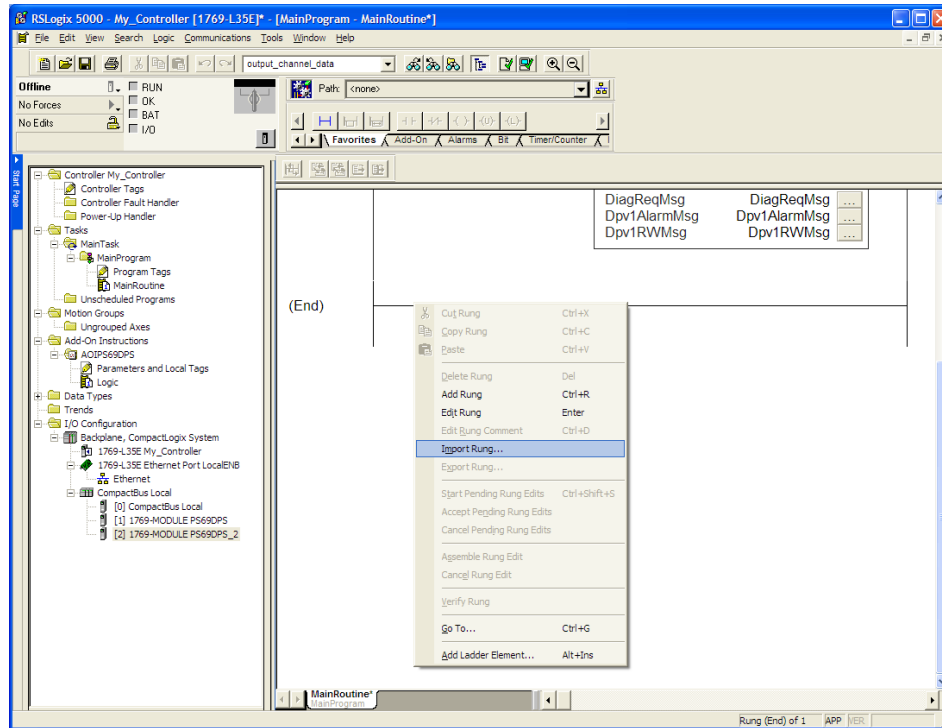 RSLogix 5000 - My_Controller [1769-L35E]* - [MainProgram - MainRoutine*]
File Edit View Search Logic Communications Tools Window Help
output_channel_data
Offline RUN
No Forces OK
No Edits BAT
I/O
Path: <none>
Favorites Add-On Alarms Bit Timer/Counter
Start Page
Controller My_Controller
Controller Tags
Controller Fault Handler
Power-Up Handler
Tasks
MainTask
MainProgram
Program Tags
MainRoutine
Unscheduled Programs
Motion Groups
Ungrouped Axes
Add-On Instructions
AOIPS69DPS
Parameters and Local Tags
Logic
Data Types
Trends
I/O Configuration
Backplane, CompactLogix System
1769-L35E My_Controller
1769-L35E Ethernet Port LocalENB
Ethernet
CompactBus Local
[0] CompactBus Local
[1] 1769-MODULE PS69DPS
[2] 1769-MODULE PS69DPS_2
DiagReqMsg DiagReqMsg ...
Dpv1AlarmMsg Dpv1AlarmMsg ...
Dpv1RWMsg Dpv1RWMsg ...
(End)
Cut Rung Ctrl+X
Copy Rung Ctrl+C
Paste Ctrl+V
Delete Rung Del
Add Rung Ctrl+R
Edit Rung Enter
Edit Rung Comment Ctrl+D
Import Rung...
Export Rung...
Start Pending Rung Edits Ctrl+Shift+S
Accept Pending Rung Edits
Cancel Pending Rung Edits
Assemble Rung Edit
Cancel Rung Edit
Verify Rung
Go To... Ctrl+G
Add Ladder Element... Alt+Ins
MainRoutine*
MainProgram
Rung (End) of 1 APP VER